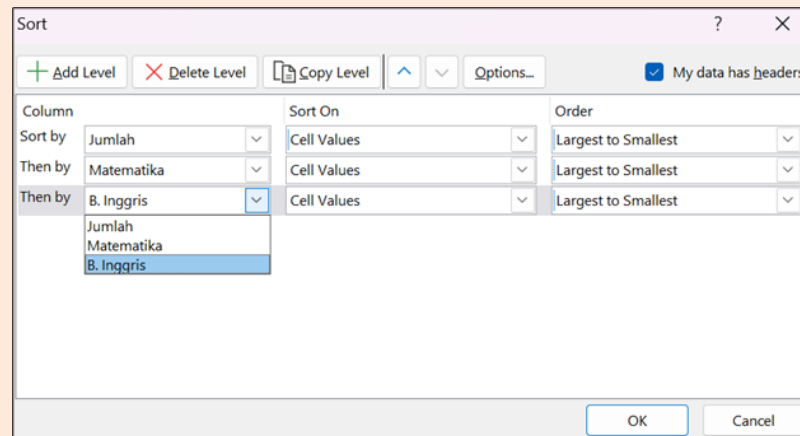 Sort ?
Add Level Delete Level Copy Level Options... My data has headers
Column Sort On Order
Sort by Jumlah Cell Values Largest to Smallest
Then by Matematika Cell Values Largest to Smallest
Then by B. Inggris Cell Values Largest to Smallest
Jumlah
Matematika
B. Inggris
OK Cancel